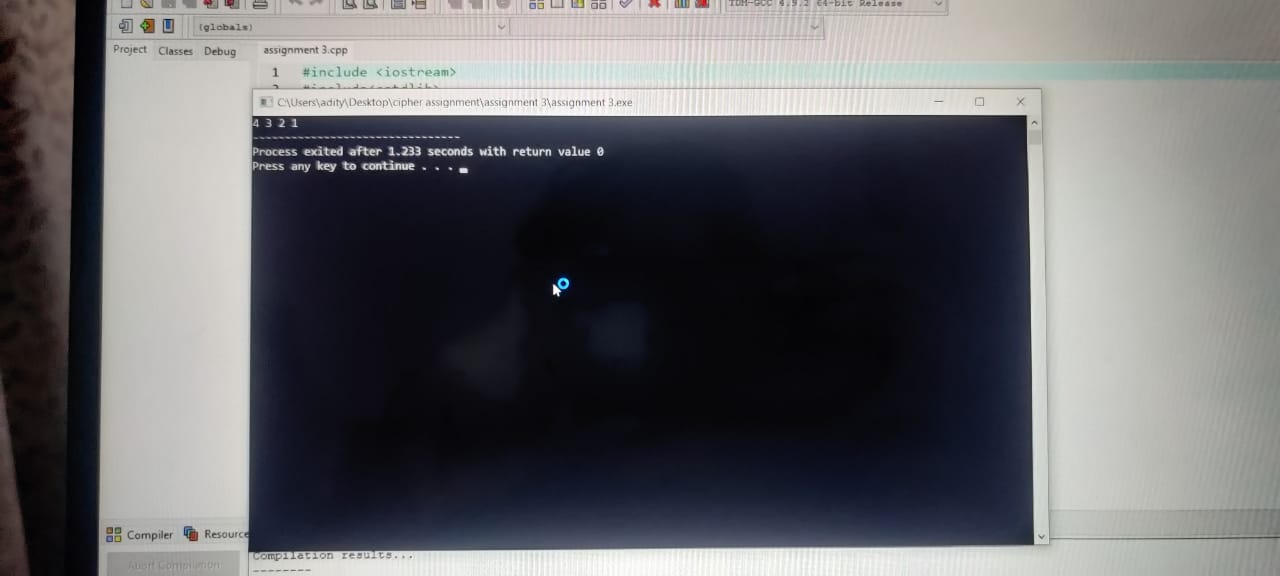 TDM-GCC 4.9.2 64-bit Release
(globals)
Project Classes Debug
assignment 3.cpp
1 #include <iostream>
C:\Users\adity\Desktop\cipher assignment\assignment 3\assignment 3.exe
4 3 2 1
--------------------------------
Process exited after 1.233 seconds with return value 0
Press any key to continue . . .
Compiler Resource
Abort Compilation
Compilation results...
--------